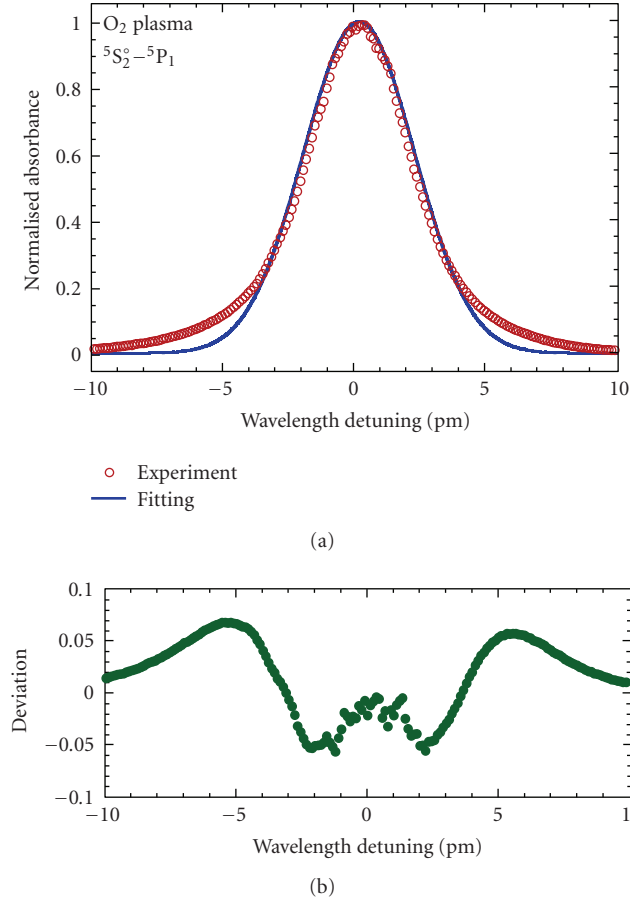 O₂ plasma
⁵S₂°−⁵P₁
Normalised absorbance
1
0.8
0.6
0.4
0.2
0
−10
−5
0
5
10
Wavelength detuning (pm)
Experiment
Fitting
(a)
Deviation
0.1
0.05
0
−0.05
−0.1
−10
−5
0
5
1
Wavelength detuning (pm)
(b)